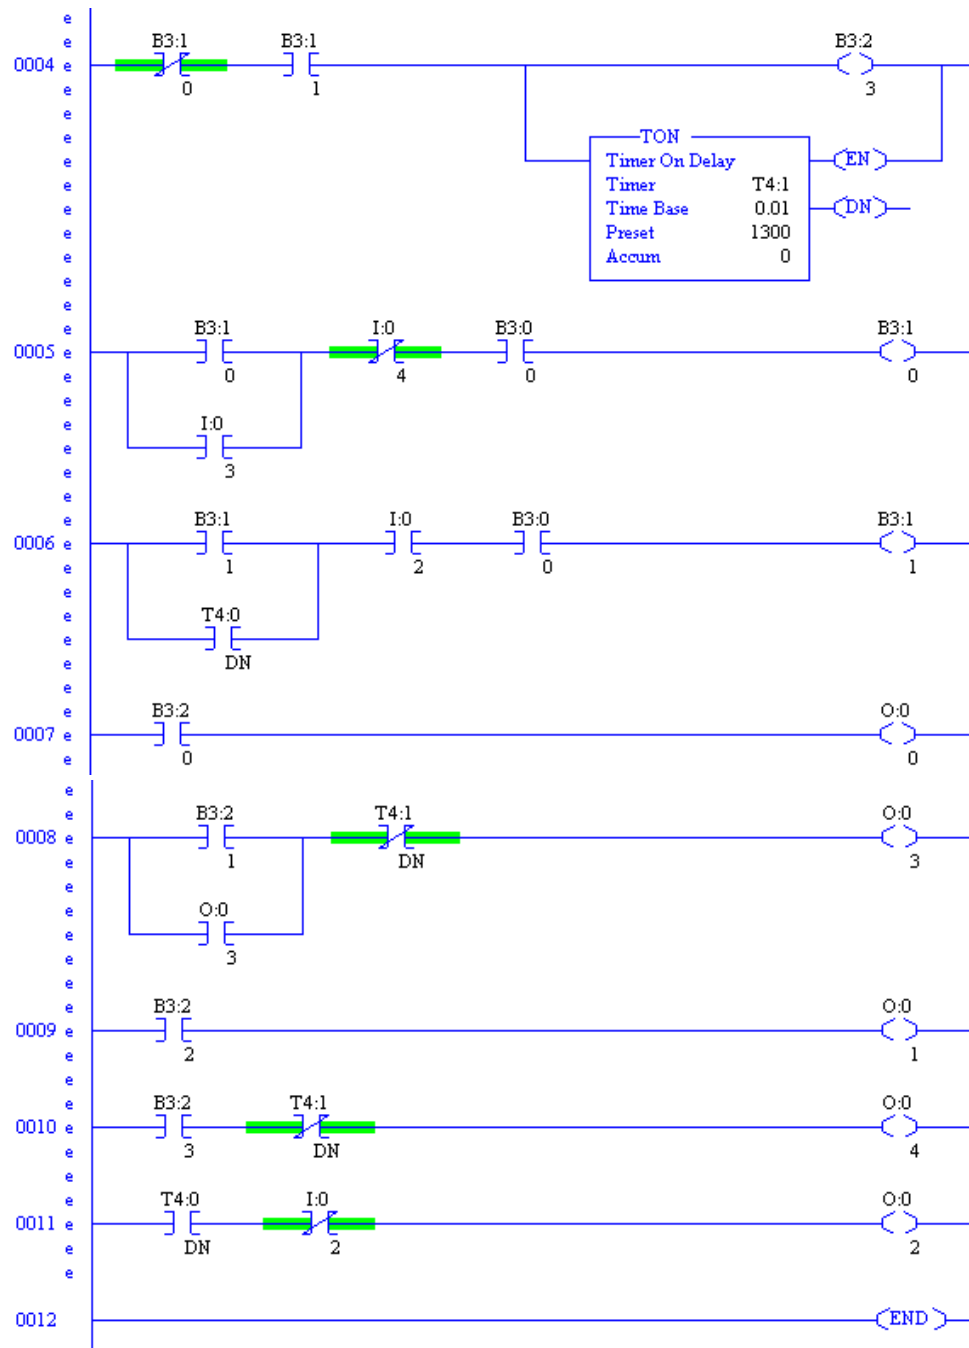 e
e
B3:1 B3:1 B3:2
0004 e
0 1 3
e
e
e
TON
Timer On Delay EN
e
Timer T4:1
e
Time Base 0.01 DN
e
Preset 1300
e
Accum 0
e
e
e
e
B3:1 I:0 B3:0 B3:1
0005 e
0 4 0 0
e
e
e
I:0
e
3
e
e
e
B3:1 I:0 B3:0 B3:1
0006 e
1 2 0 1
e
e
e
T4:0
e
DN
e
e
B3:2 O:0
0007 e
0 0
e
e
e
B3:2 T4:1 O:0
0008 e
1 DN 3
e
e
e
O:0
e
3
e
e
B3:2 O:0
0009 e
2 1
e
e
e
B3:2 T4:1 O:0
0010 e
3 DN 4
e
e
e
T4:0 I:0 O:0
0011 e
DN 2 2
e
e
0012 END